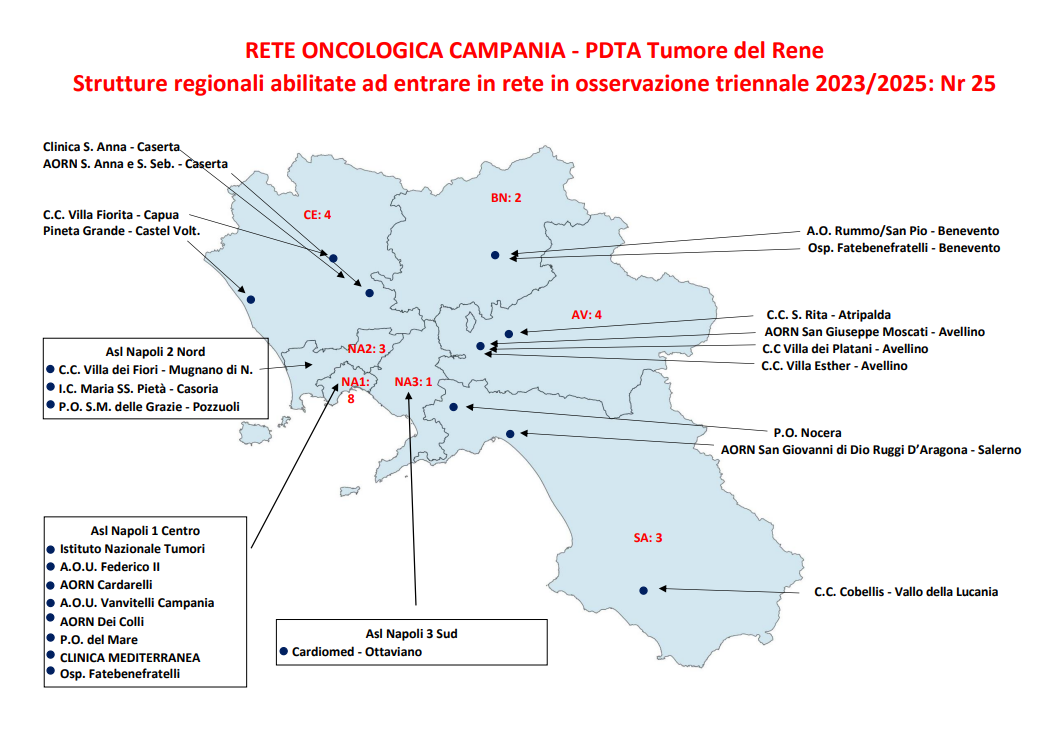 RETE ONCOLOGICA CAMPANIA - PDTA Tumore del Rene
Strutture regionali abilitate ad entrare in rete in osservazione triennale 2023/2025: Nr 25
Clinica S. Anna - Caserta
AORN S. Anna e S. Seb. - Caserta
C.C. Villa Fiorita - Capua
Pineta Grande - Castel Volt.
CE: 4
BN: 2
A.O. Rummo/San Pio - Benevento
Osp. Fatebenefratelli - Benevento
AV: 4
C.C. S. Rita - Atripalda
AORN San Giuseppe Moscati - Avellino
C.C Villa dei Platani - Avellino
C.C. Villa Esther - Avellino
Asl Napoli 2 Nord
C.C. Villa dei Fiori - Mugnano di N.
I.C. Maria SS. Pietà - Casoria
P.O. S.M. delle Grazie - Pozzuoli
NA2: 3
NA1:
8
NA3: 1
P.O. Nocera
AORN San Giovanni di Dio Ruggi D'Aragona - Salerno
SA: 3
C.C. Cobellis - Vallo della Lucania
Asl Napoli 1 Centro
Istituto Nazionale Tumori
A.O.U. Federico II
AORN Cardarelli
A.O.U. Vanvitelli Campania
AORN Dei Colli
P.O. del Mare
CLINICA MEDITERRANEA
Osp. Fatebenefratelli
Asl Napoli 3 Sud
Cardiomed - Ottaviano